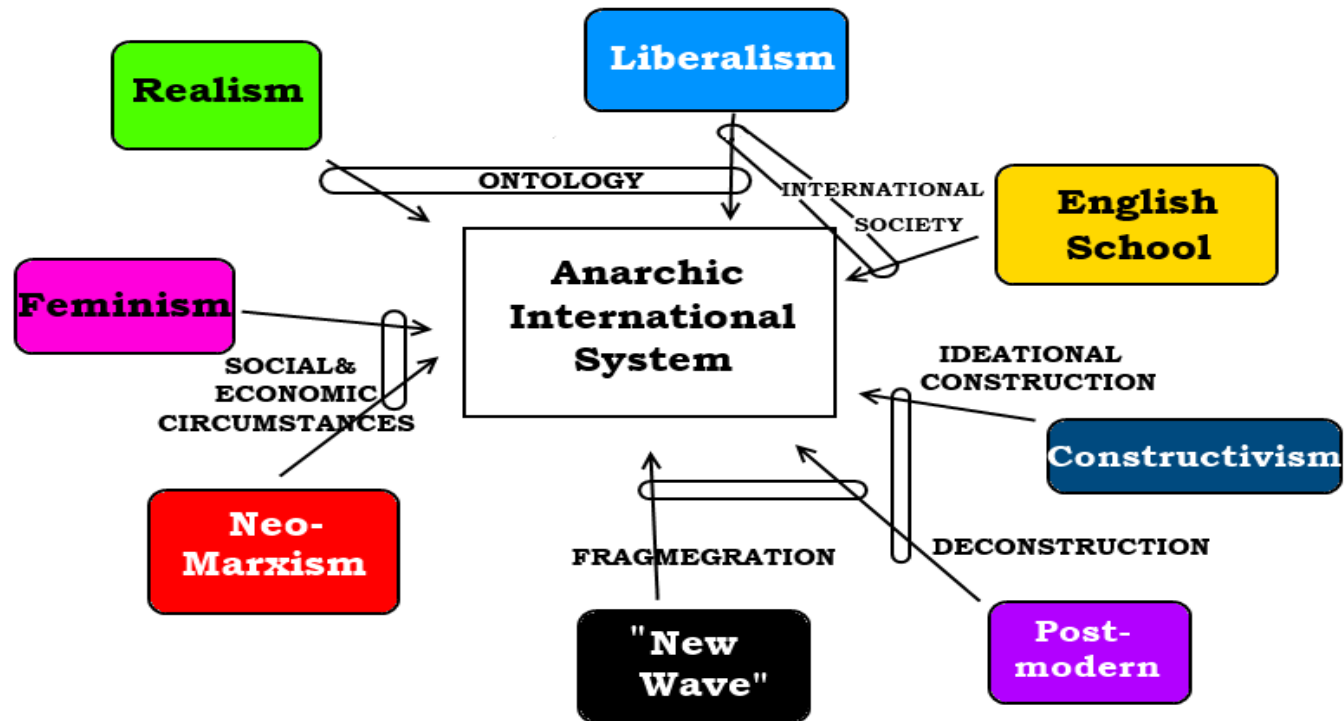 Liberalism
Realism
ONTOLOGY
INTERNATIONAL
SOCIETY
English
School
Anarchic
International
System
Feminism
SOCIAL&
ECONOMIC
CIRCUMSTANCES
IDEATIONAL
CONSTRUCTION
Constructivism
Neo-
Marxism
FRAGMEGRATION
DECONSTRUCTION
"New
Wave"
Post-
modern